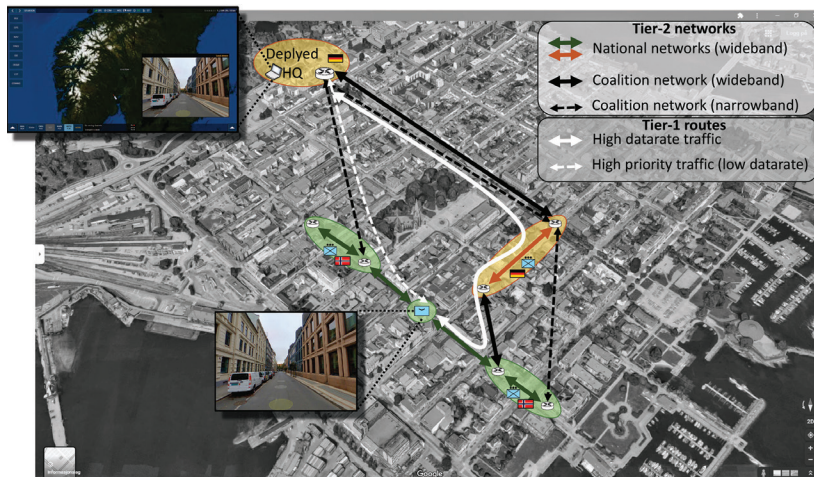 Tier-2 networks
National networks (wideband)
Coalition network (wideband)
Coalition network (narrowband)
Tier-1 routes
High datarate traffic
High priority traffic (low datarate)
Deplyed
HQ
Google
2D